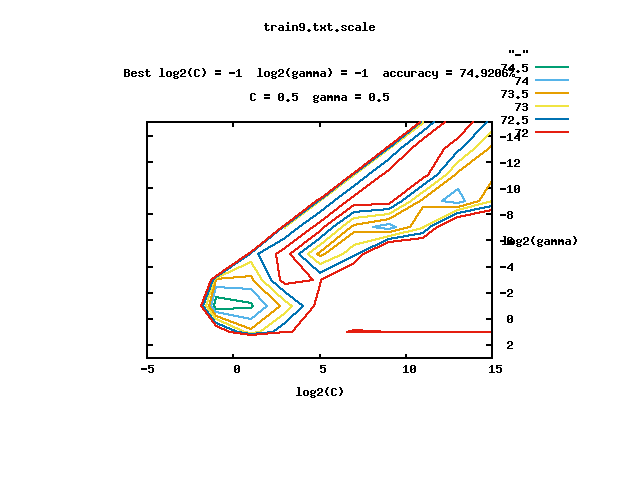 train9.txt.scale
"-"
Best log2(C) = -1  log2(gamma) = -1  accuracy = 74.9206%
C = 0.5  gamma = 0.5
74.5
74
73.5
73
72.5
72
-14
-12
-10
-8
-6
log2(gamma)
-4
-2
0
2
-5 0 5 10 15
log2(C)